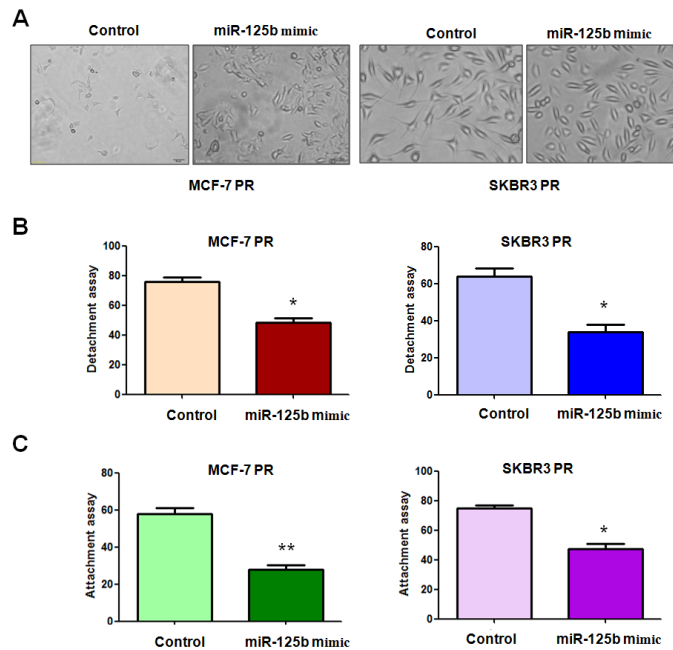 A
Control
miR-125b mimic
Control
miR-125b mimic
MCF-7 PR
SKBR3 PR
B
MCF-7 PR
Detachment assay
100
80
60
40
20
0
*
Control
miR-125b mimic
SKBR3 PR
Detachment assay
80
60
40
20
0
*
Control
miR-125b mimic
C
MCF-7 PR
Attachment assay
80
60
40
20
0
**
Control
miR-125b mimic
SKBR3 PR
Attachment assay
100
80
60
40
20
0
*
Control
miR-125b mimic